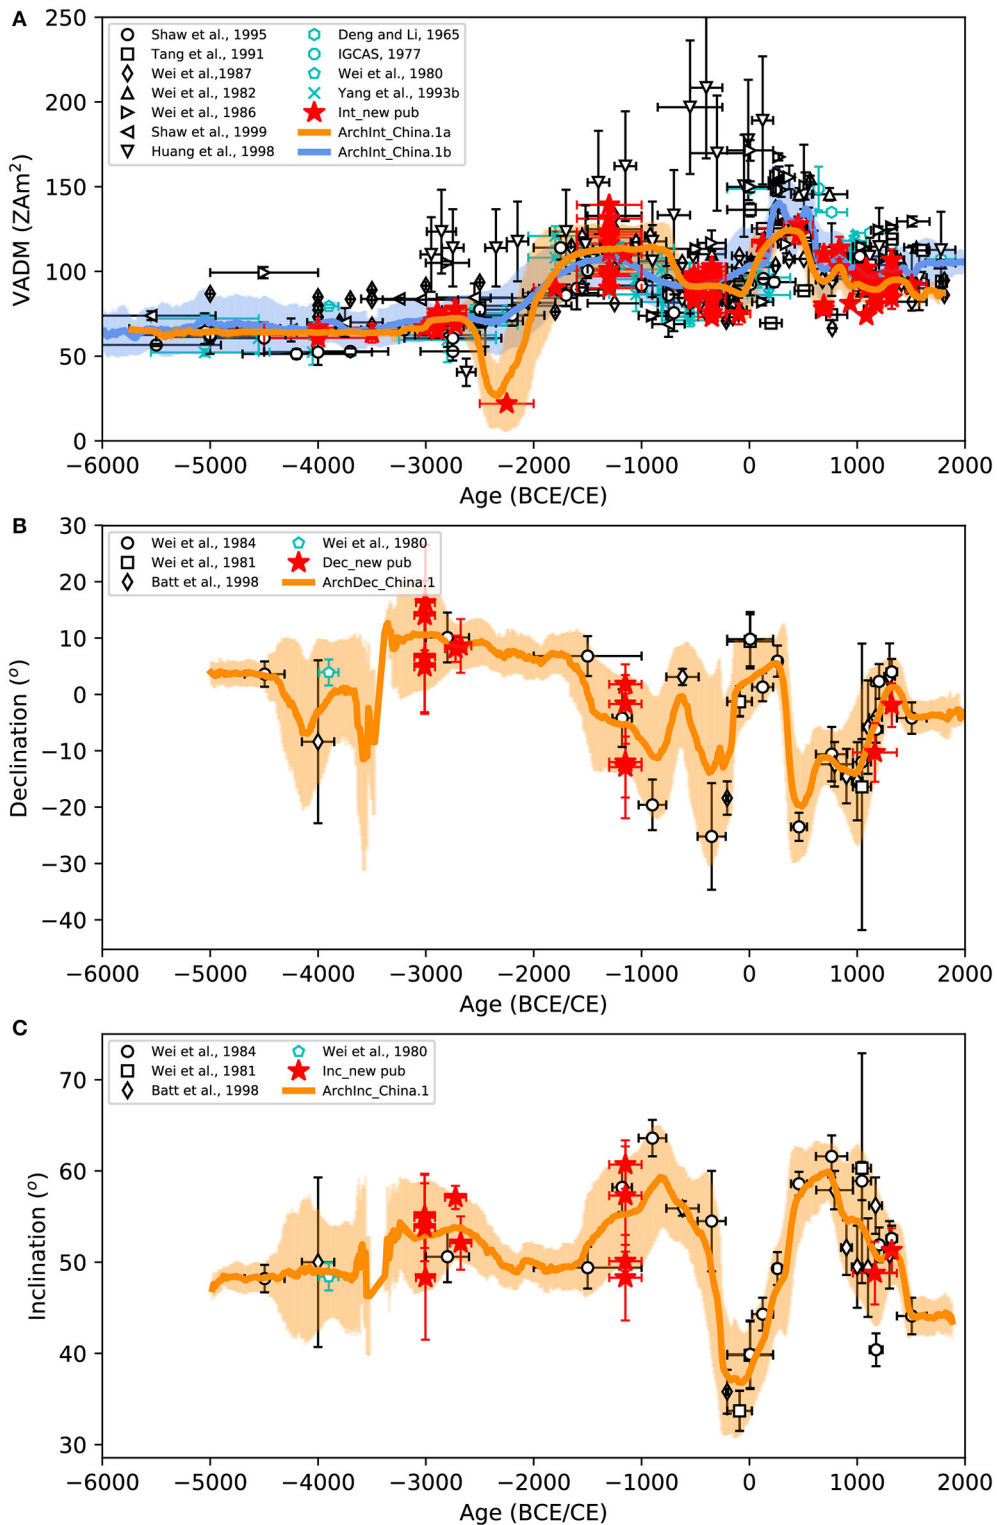 A
250
200
150
100
50
0
VADM (ZAm²)
Shaw et al., 1995
Tang et al., 1991
Wei et al.,1987
Wei et al., 1982
Wei et al., 1986
Shaw et al., 1999
Huang et al., 1998
Deng and Li, 1965
IGCAS, 1977
Wei et al., 1980
Yang et al., 1993b
Int_new pub
ArchInt_China.1a
ArchInt_China.1b
−6000 −5000 −4000 −3000 −2000 −1000 0 1000 2000
Age (BCE/CE)
B
30
20
10
0
−10
−20
−30
−40
Declination (°)
Wei et al., 1984
Wei et al., 1981
Batt et al., 1998
Wei et al., 1980
Dec_new pub
ArchDec_China.1
−6000 −5000 −4000 −3000 −2000 −1000 0 1000 2000
Age (BCE/CE)
C
70
60
50
40
30
Inclination (°)
Wei et al., 1984
Wei et al., 1981
Batt et al., 1998
Wei et al., 1980
Inc_new pub
ArchInc_China.1
−6000 −5000 −4000 −3000 −2000 −1000 0 1000 2000
Age (BCE/CE)